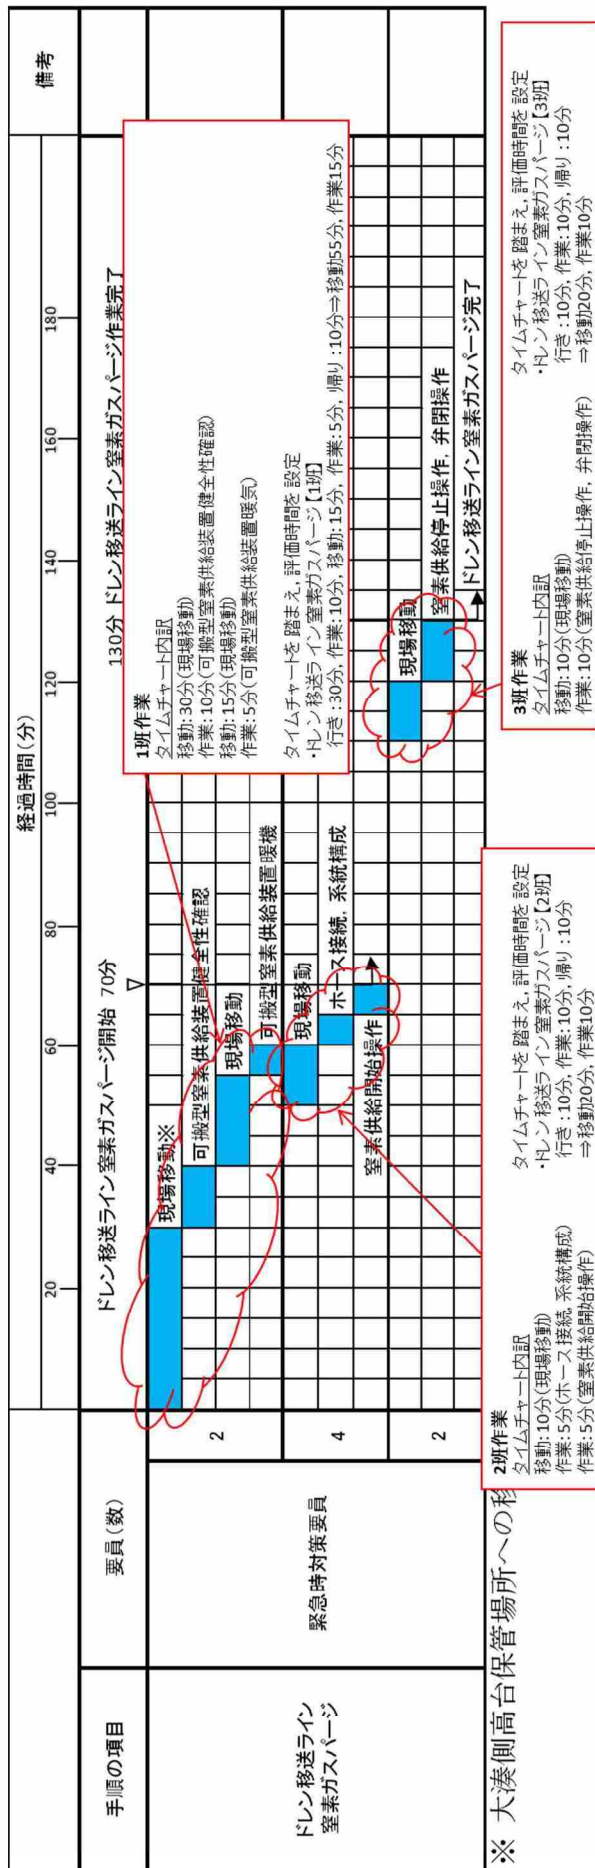 手順の項目
要員(数)
経過時間(分)
備考
20
40
60
80
100
120
140
160
180
ドレン移送ライン窒素ガスパージ開始 70分
130分 ドレン移送ライン窒素ガスパージ作業完了
ドレン移送ライン
窒素ガスパージ
緊急時対策要員
2
4
2
現場移動※
可搬型窒素供給装置健全性確認
現場移動
可搬型窒素供給装置暖機
現場移動
ホース接続, 系統構成
窒素供給開始操作
現場移動
窒素供給停止操作, 弁閉操作
ドレン移送ライン窒素ガスパージ完了
1班作業
タイムチャート内訳
移動:30分(現場移動)
作業:10分(可搬型窒素供給装置健全性確認)
移動:15分(現場移動)
作業:5分(可搬型窒素供給装置暖気)
タイムチャートを踏まえ, 評価時間を設定
・ドレン移送ライン窒素ガスパージ【1班】
行き:30分, 作業:10分, 移動:15分, 作業:5分, 帰り:10分⇒移動55分, 作業15分
2班作業
タイムチャート内訳
移動:10分(現場移動)
作業:5分(ホース接続, 系統構成)
作業:5分(窒素供給開始操作)
タイムチャートを踏まえ, 評価時間を設定
・ドレン移送ライン窒素ガスパージ【2班】
行き:10分, 作業:10分, 帰り:10分
⇒移動20分, 作業10分
3班作業
タイムチャート内訳
移動:10分(現場移動)
作業:10分(窒素供給停止操作, 弁閉操作)
タイムチャートを踏まえ, 評価時間を設定
・ドレン移送ライン窒素ガスパージ【3班】
行き:10分, 作業:10分, 帰り:10分
⇒移動20分, 作業10分
※ 大湊側高台保管場所への移